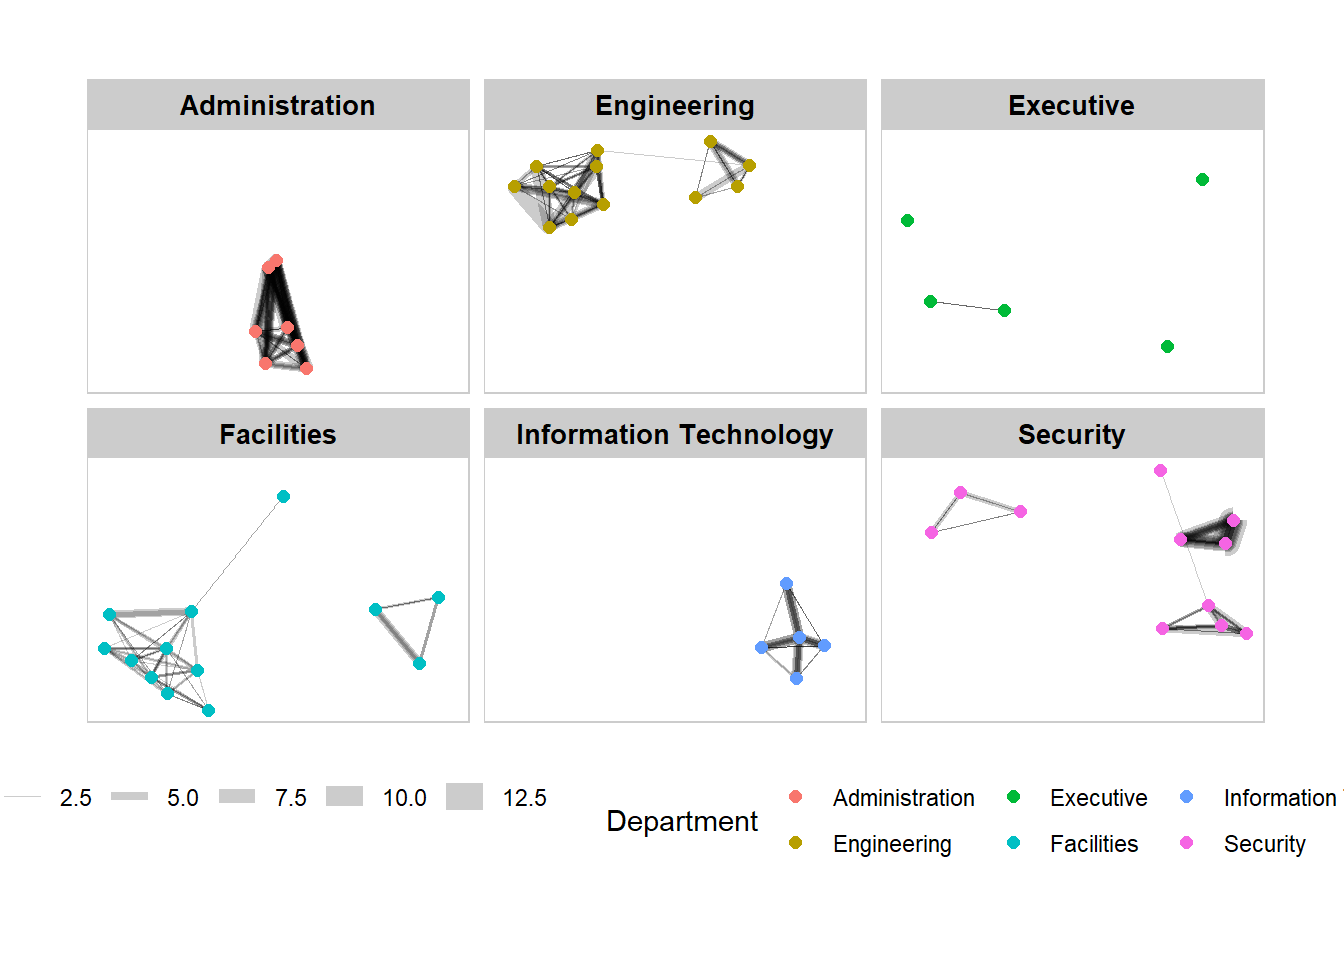 Administration
Engineering
Executive
Facilities
Information Technology
Security
2.5 5.0 7.5 10.0 12.5
Department
Administration Executive Information
Engineering Facilities Security